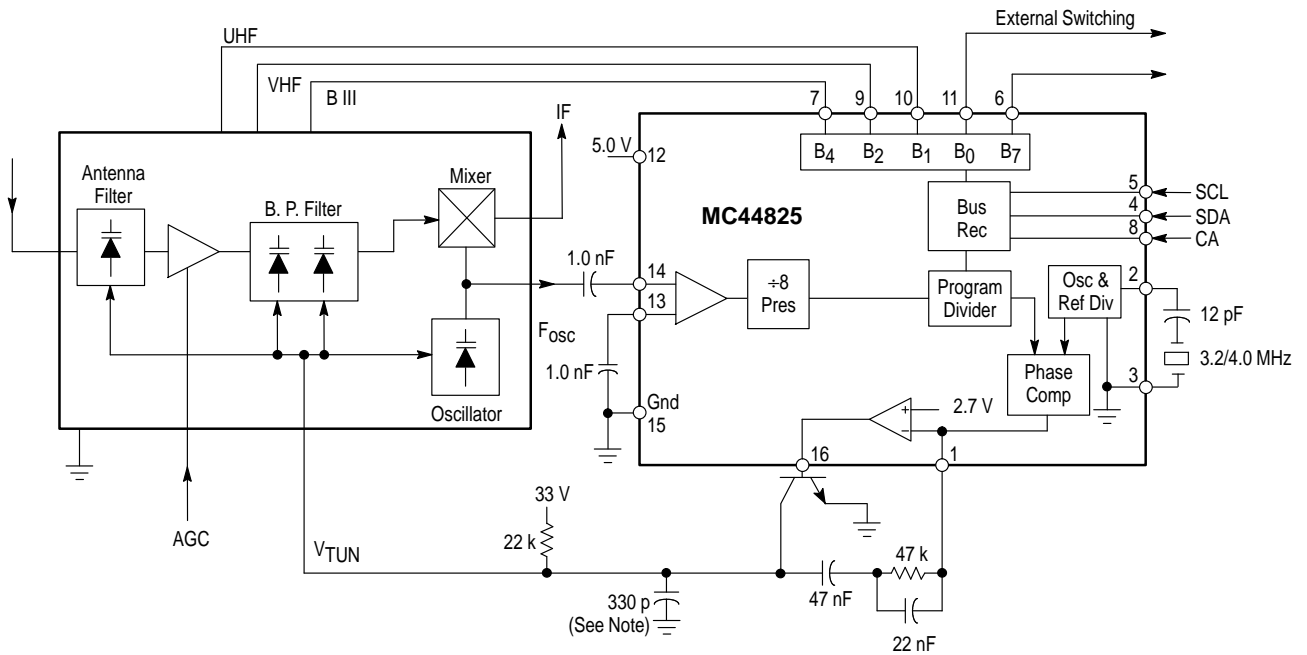 External Switching
UHF
VHF
B III
7
9
10
11
6
IF
5.0 V
12
B4
B2
B1
B0
B7
Antenna
Filter
B. P. Filter
Mixer
MC44825
Bus
Rec
5
SCL
4
SDA
8
CA
1.0 nF
14
13
÷8
Pres
Program
Divider
Osc &
Ref Div
2
12 pF
3.2/4.0 MHz
3
Fosc
1.0 nF
Phase
Comp
Oscillator
Gnd
15
+
2.7 V
–
16
1
33 V
22 k
AGC
VTUN
47 k
330 p
(See Note)
47 nF
22 nF